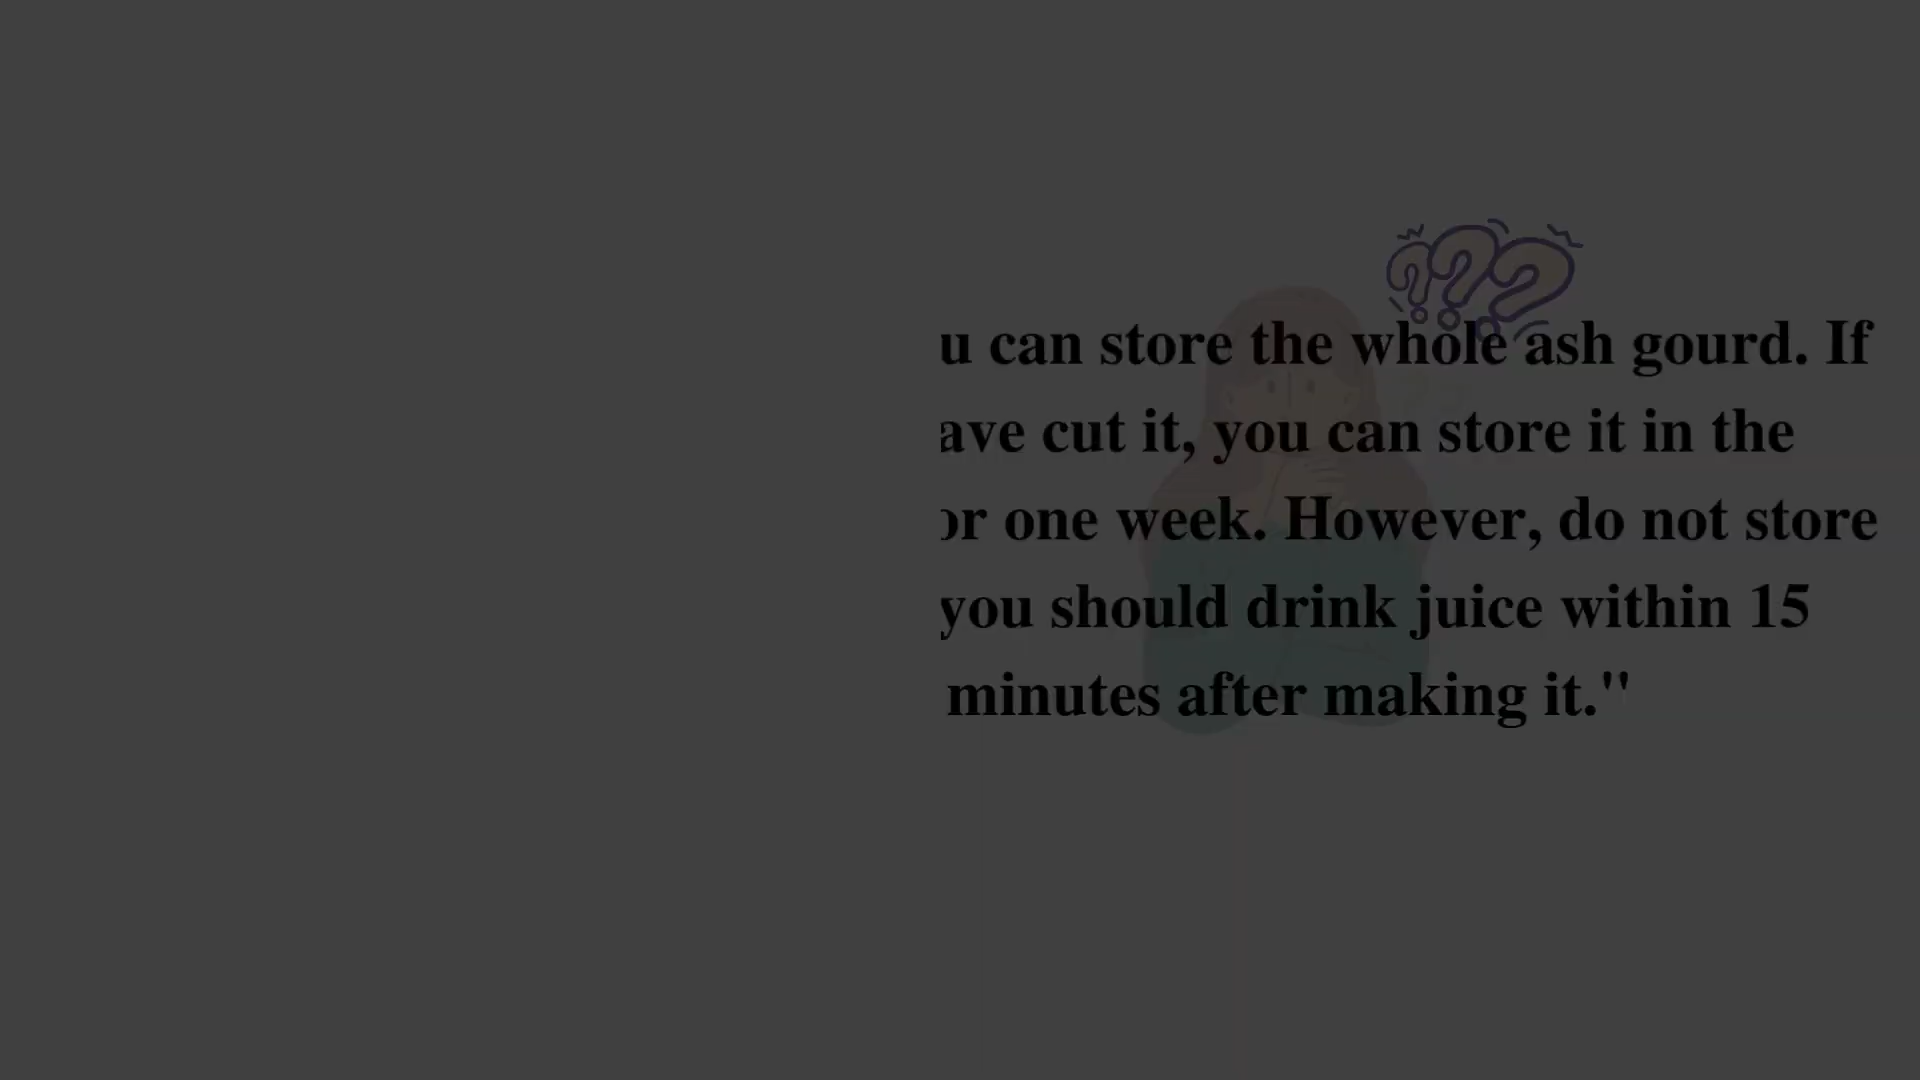 u can store the whole ash gourd. If
ave cut it, you can store it in the
or one week. However, do not store
you should drink juice within 15
minutes after making it."
???